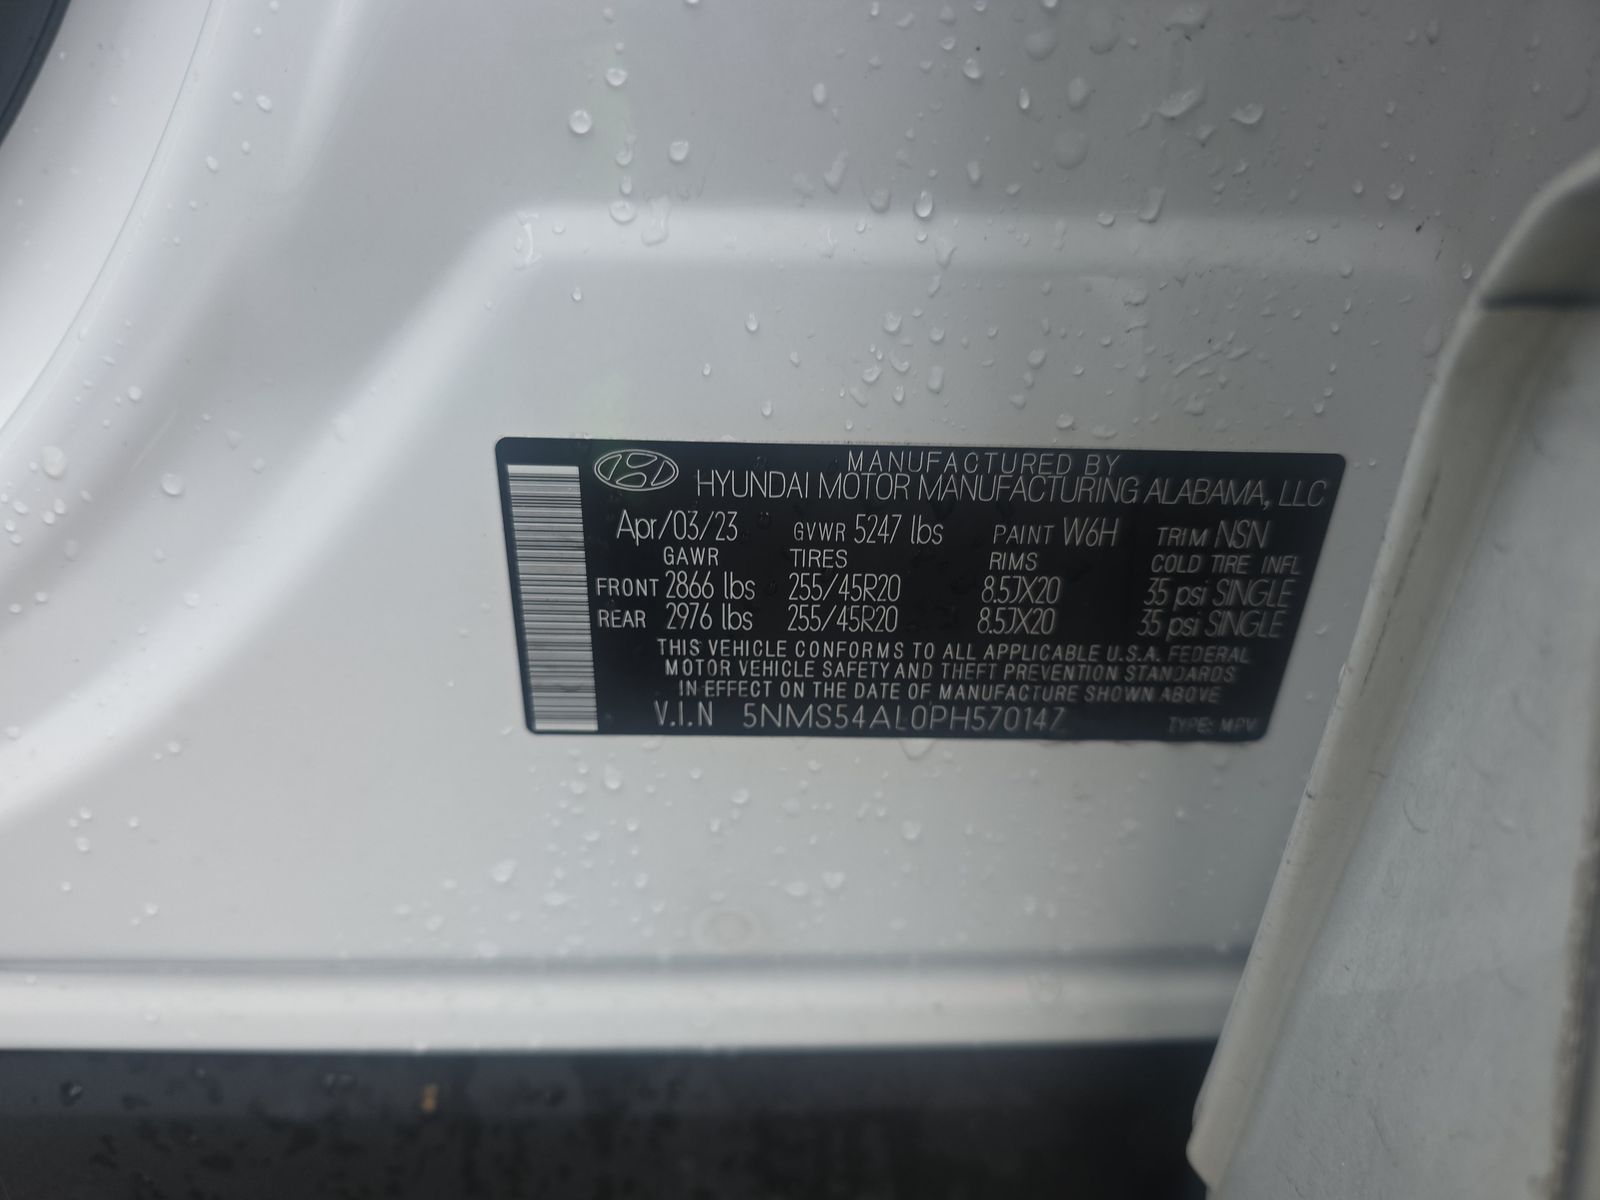 MANUFACTURED BY
HYUNDAI MOTOR MANUFACTURING ALABAMA, LLC
Apr/03/23 GVWR 5247 lbs PAINT W6H TRIM NSN
GAWR TIRES RIMS COLD TIRE INFL
FRONT 2866 lbs 255/45R20 8.5JX20 35 psi SINGLE
REAR 2976 lbs 255/45R20 8.5JX20 35 psi SINGLE
THIS VEHICLE CONFORMS TO ALL APPLICABLE U.S.A. FEDERAL
MOTOR VEHICLE SAFETY AND THEFT PREVENTION STANDARDS
IN EFFECT ON THE DATE OF MANUFACTURE SHOWN ABOVE
V.I.N 5NMS54AL0PH570147 TYPE: MPV